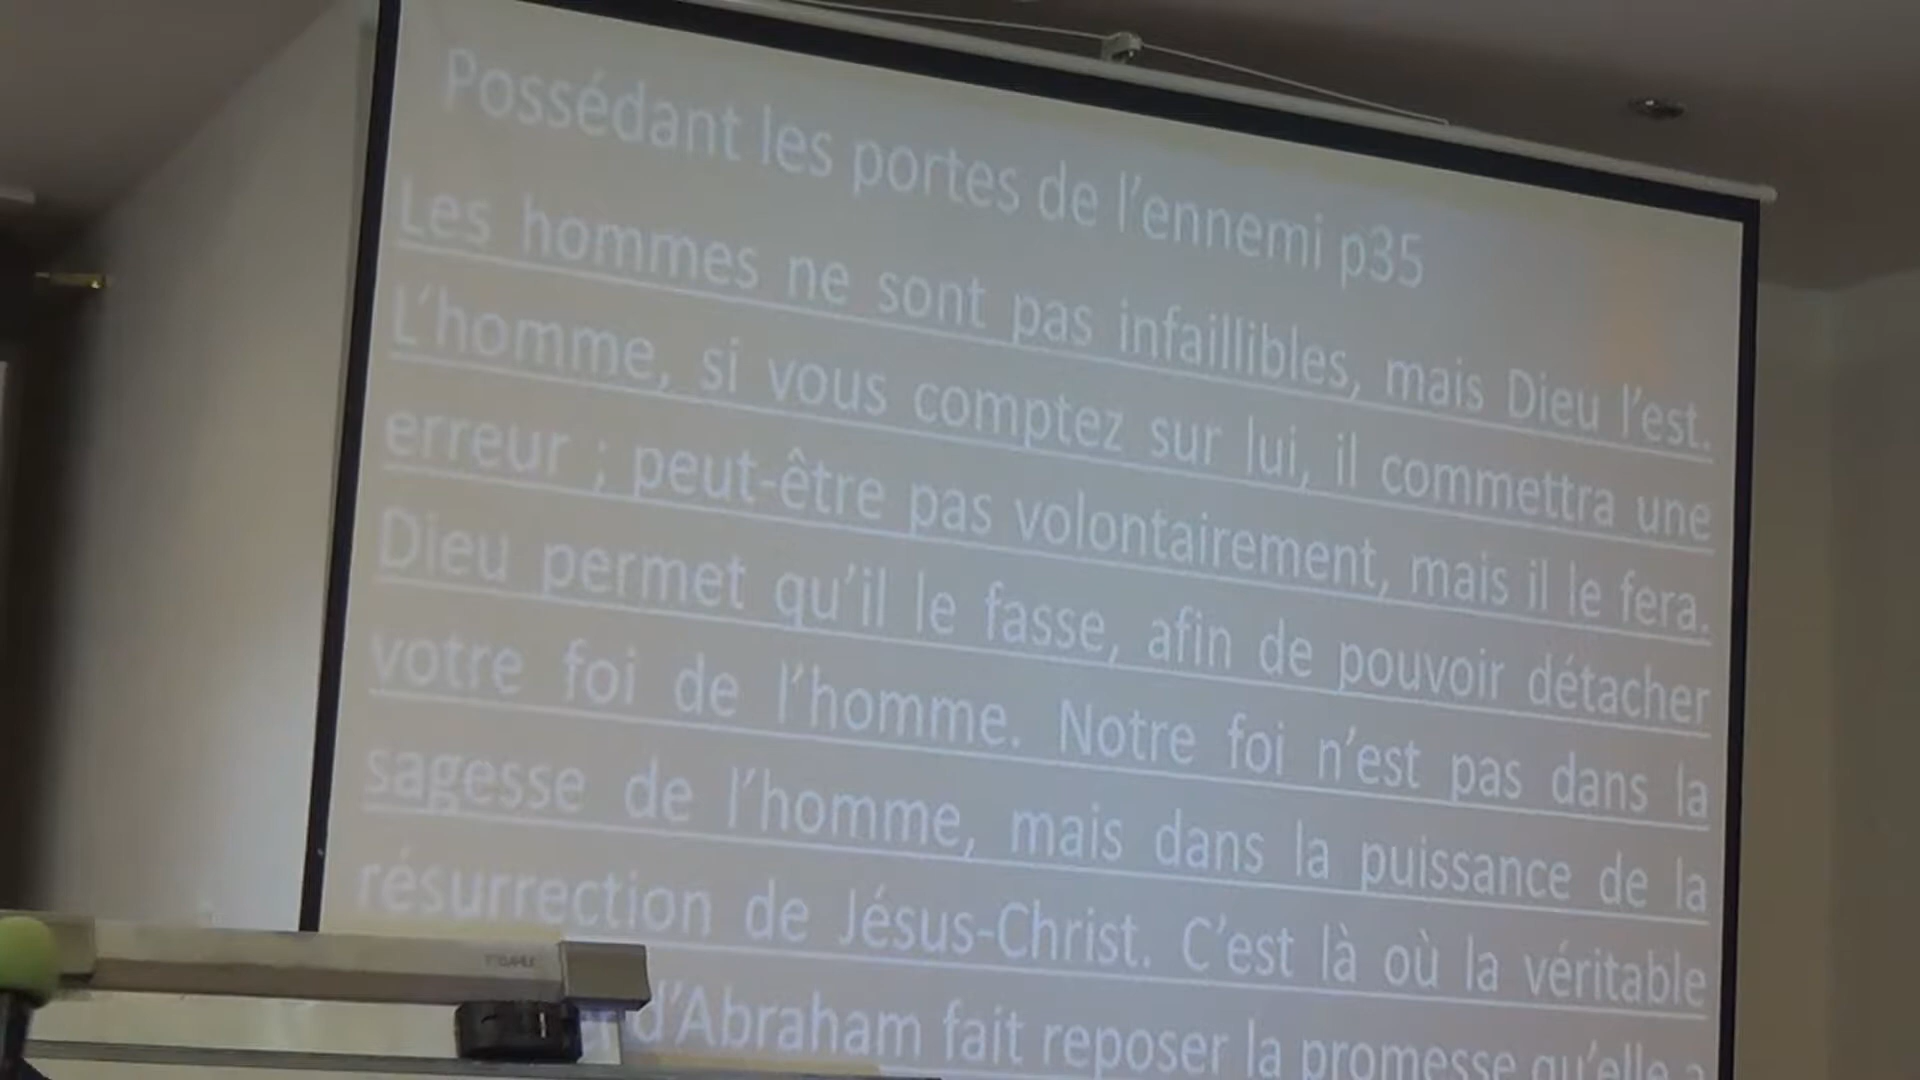 Possédant les portes de l'ennemi p35
Les hommes ne sont pas infaillibles, mais Dieu l'est.
L'homme, si vous comptez sur lui, il commettra une
erreur ; peut-être pas volontairement, mais il le fera.
Dieu permet qu'il le fasse, afin de pouvoir détacher
votre foi de l'homme. Notre foi n'est pas dans la
sagesse de l'homme, mais dans la puissance de la
résurrection de Jésus-Christ. C'est là où la véritable
d'Abraham fait reposer la promesse qu'elle a